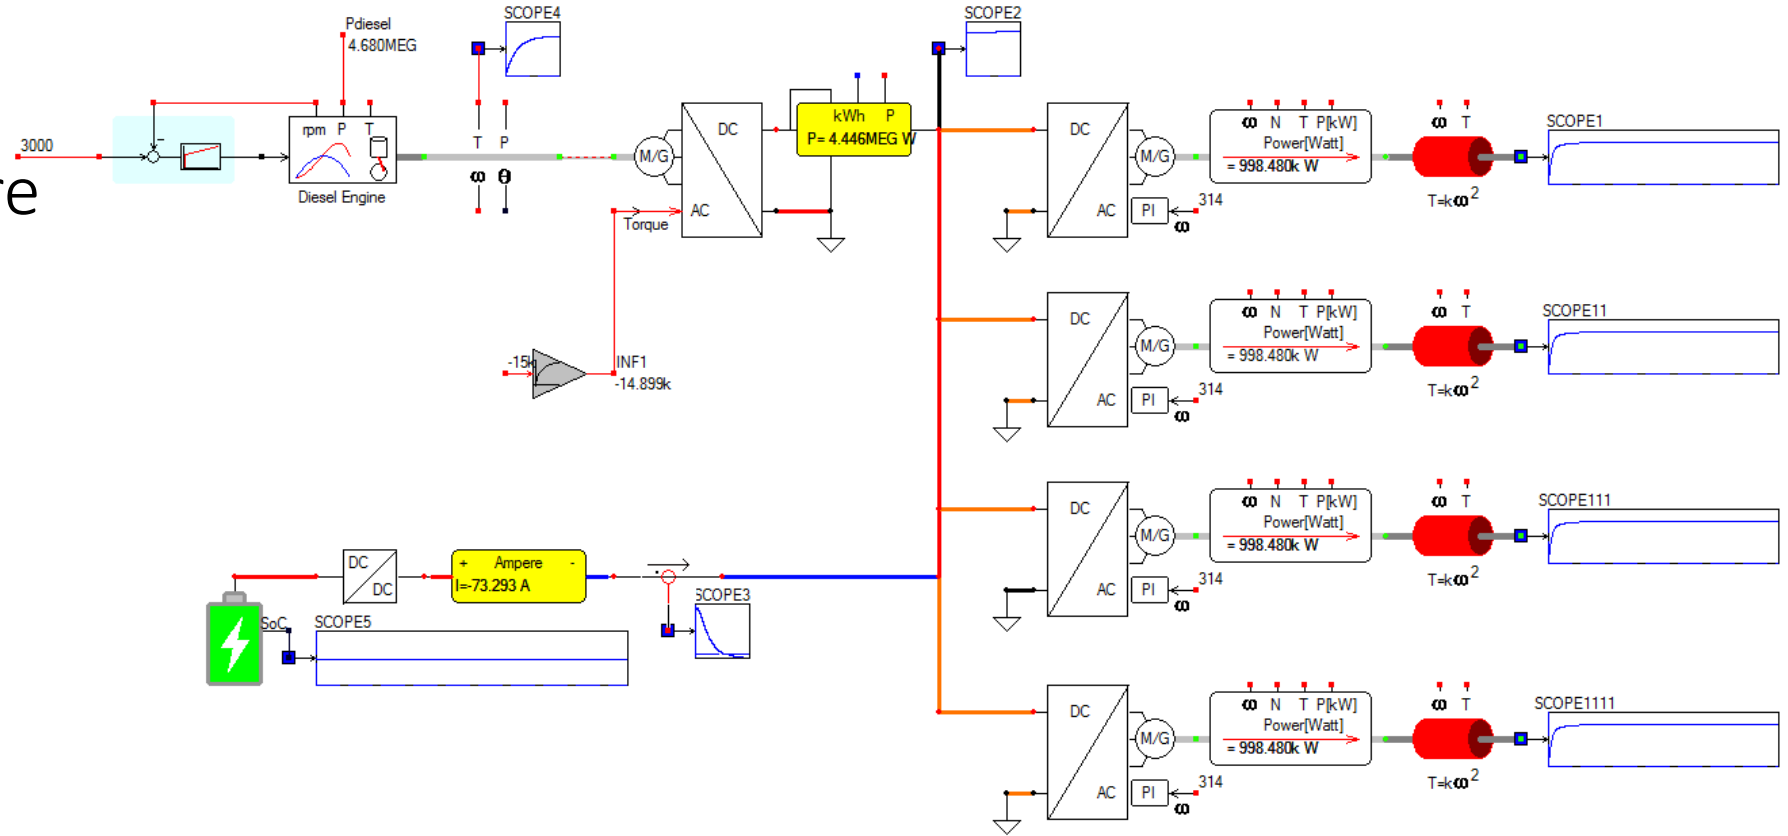 re
3000
Pdiesel
4.680MEG
rpm P T
Diesel Engine
SCOPE4
T P
ω θ
M/G
Torque
DC
AC
kWh P
P= 4.446MEG W
-15k
INF1
-14.899k
SCOPE2
DC
AC
M/G
PI
314
ω
ω N T P[kW]
Power[Watt]
= 998.480k W
ω T
T=kω2
SCOPE1
DC
AC
M/G
PI
314
ω
ω N T P[kW]
Power[Watt]
= 998.480k W
ω T
T=kω2
SCOPE11
DC
AC
M/G
PI
314
ω
ω N T P[kW]
Power[Watt]
= 998.480k W
ω T
T=kω2
SCOPE111
DC
AC
M/G
PI
314
ω
ω N T P[kW]
Power[Watt]
= 998.480k W
ω T
T=kω2
SCOPE1111
DC
DC
+ Ampere -
I=-73.293 A
SCOPE3
SoC
SCOPE5